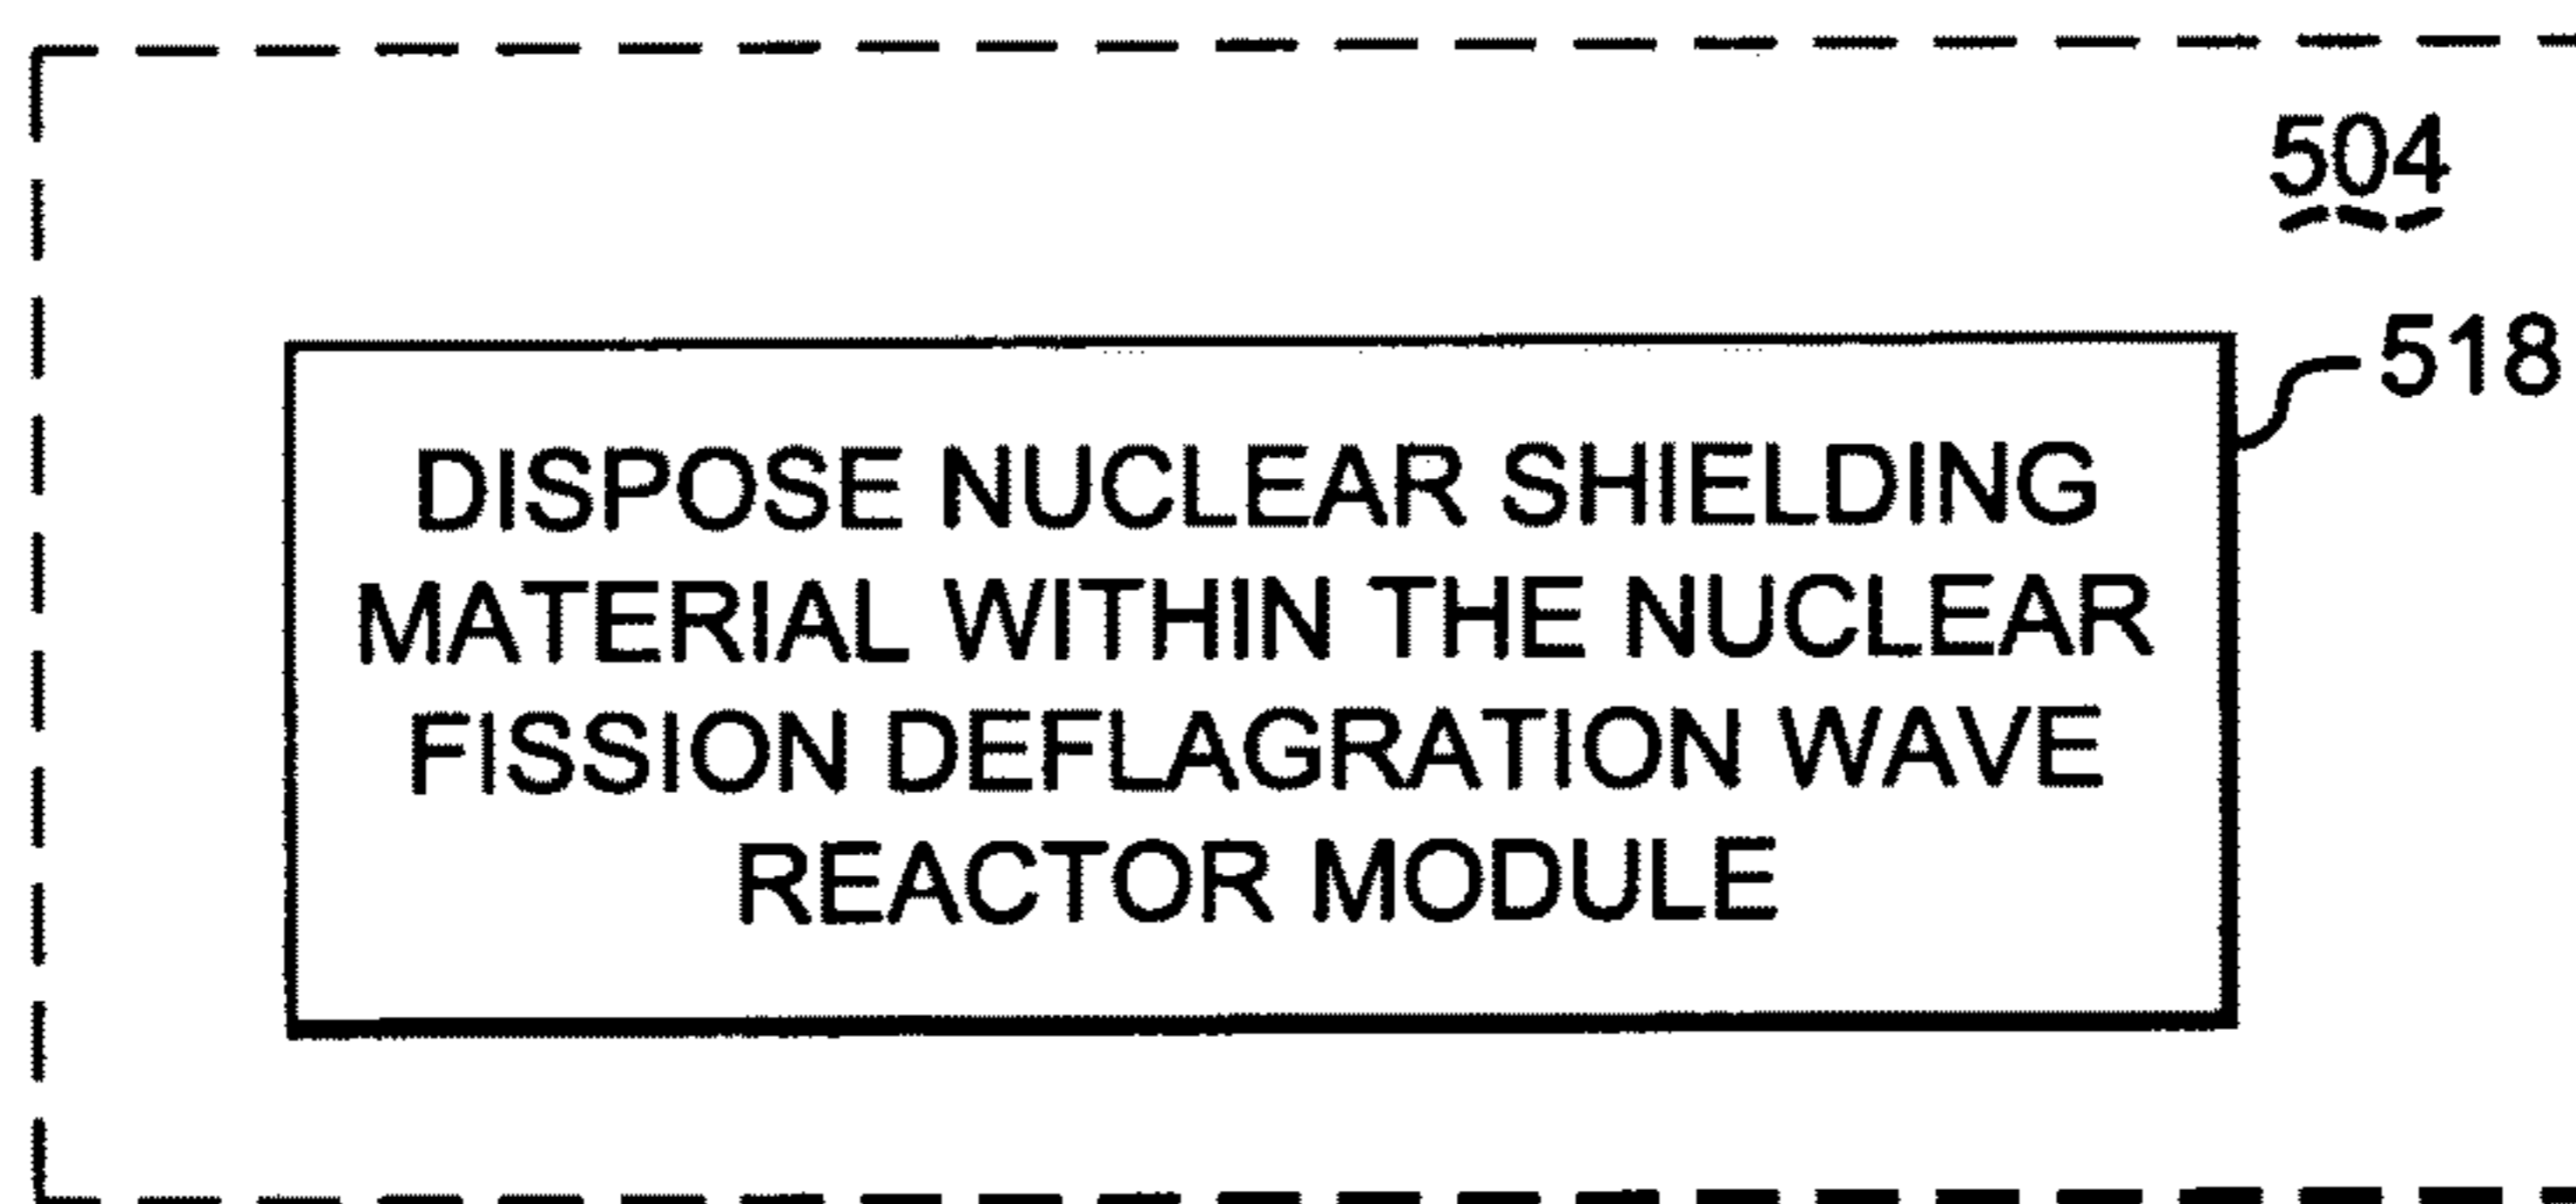 504
518
DISPOSE NUCLEAR SHIELDING
MATERIAL WITHIN THE NUCLEAR
FISSION DEFLAGRATION WAVE
REACTOR MODULE